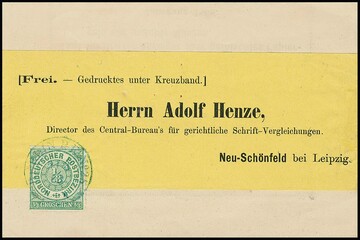 [Frei. — Gedrucktes unter Kreuzband.]
Herrn Adolf Henze,
Director des Central-Bureau's für gerichtliche Schrift-Vergleichungen.
Neu-Schönfeld bei Leipzig.
NORDDEUTSCHER POSTBEZIRK
GROSCHEN